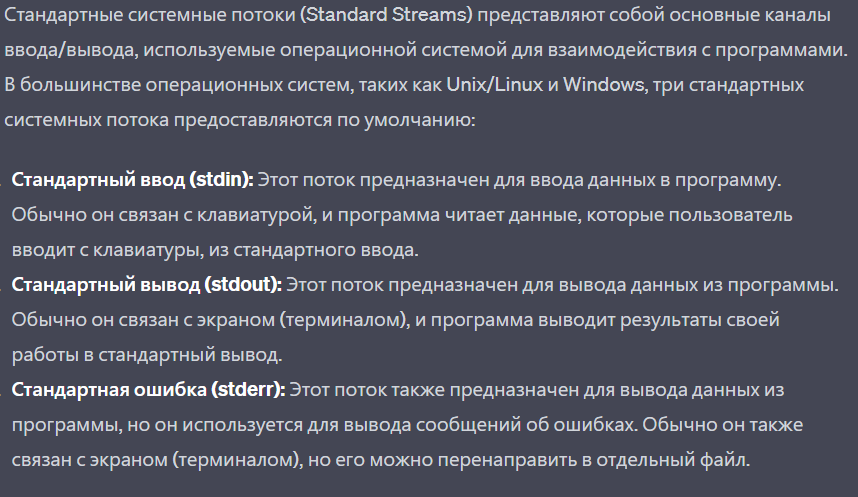 Стандартные системные потоки (Standard Streams) представляют собой основные каналы
ввода/вывода, используемые операционной системой для взаимодействия с программами.
В большинстве операционных систем, таких как Unix/Linux и Windows, три стандартных
системных потока предоставляются по умолчанию:
Стандартный ввод (stdin): Этот поток предназначен для ввода данных в программу.
Обычно он связан с клавиатурой, и программа читает данные, которые пользователь
вводит с клавиатуры, из стандартного ввода.
Стандартный вывод (stdout): Этот поток предназначен для вывода данных из программы.
Обычно он связан с экраном (терминалом), и программа выводит результаты своей
работы в стандартный вывод.
Стандартная ошибка (stderr): Этот поток также предназначен для вывода данных из
программы, но он используется для вывода сообщений об ошибках. Обычно он также
связан с экраном (терминалом), но его можно перенаправить в отдельный файл.